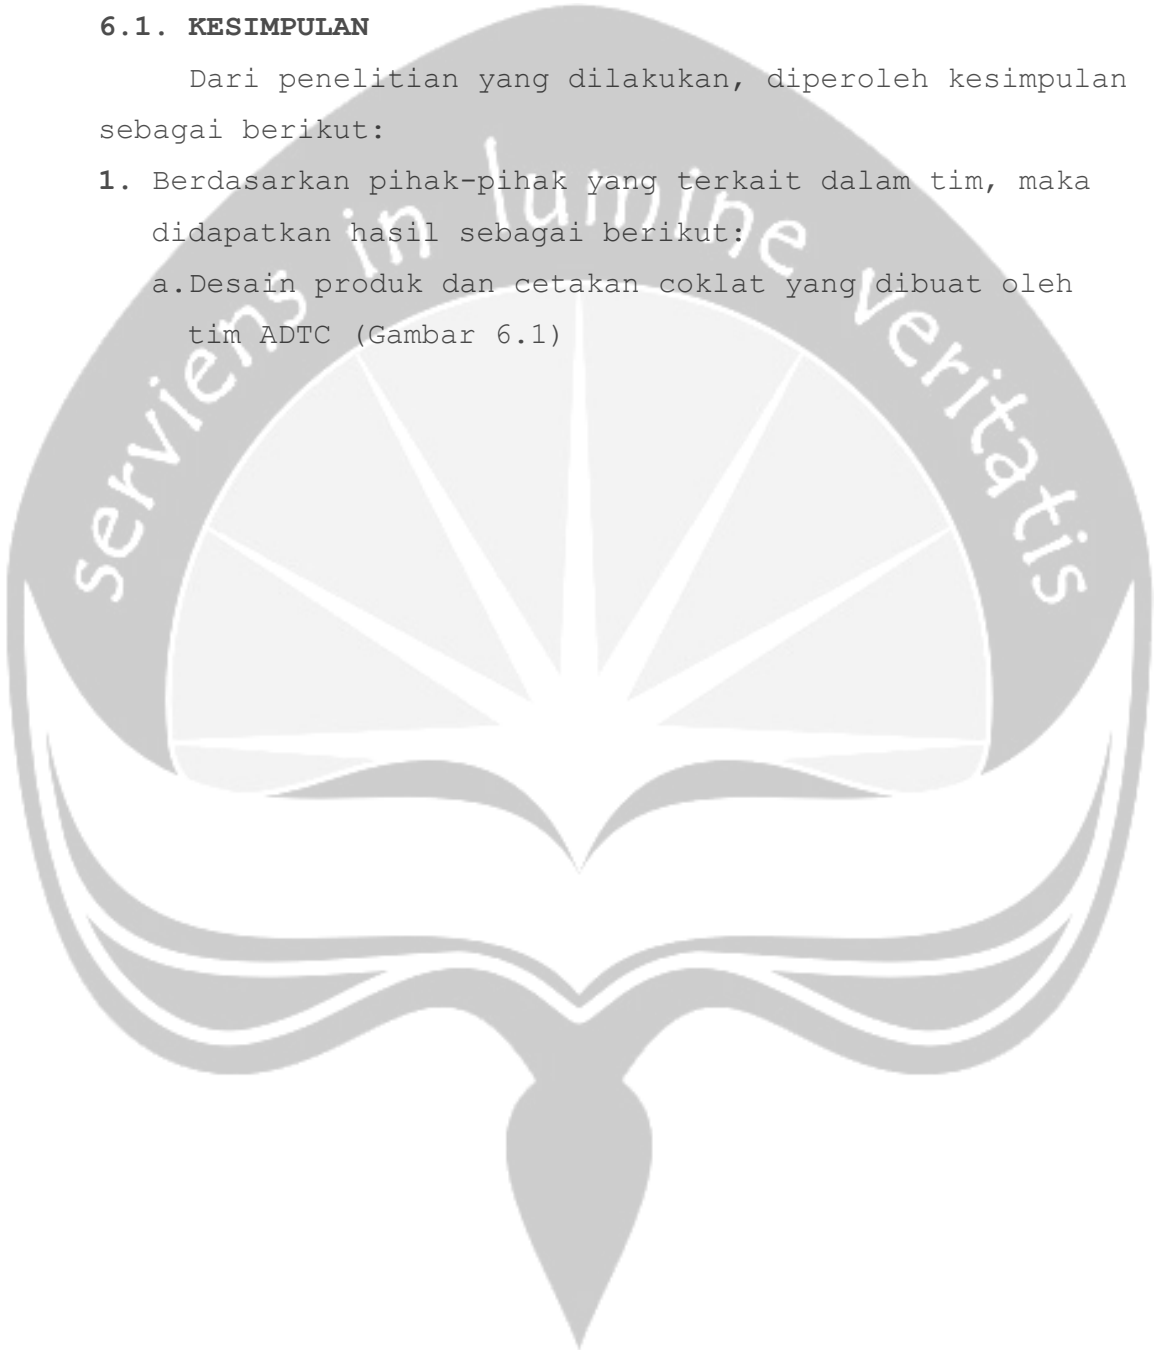 6.1. KESIMPULAN
Dari penelitian yang dilakukan, diperoleh kesimpulan
sebagai berikut:
1. Berdasarkan pihak-pihak yang terkait dalam tim, maka
didapatkan hasil sebagai berikut:
a.Desain produk dan cetakan coklat yang dibuat oleh
tim ADTC (Gambar 6.1)
serviens in lumine veritatis